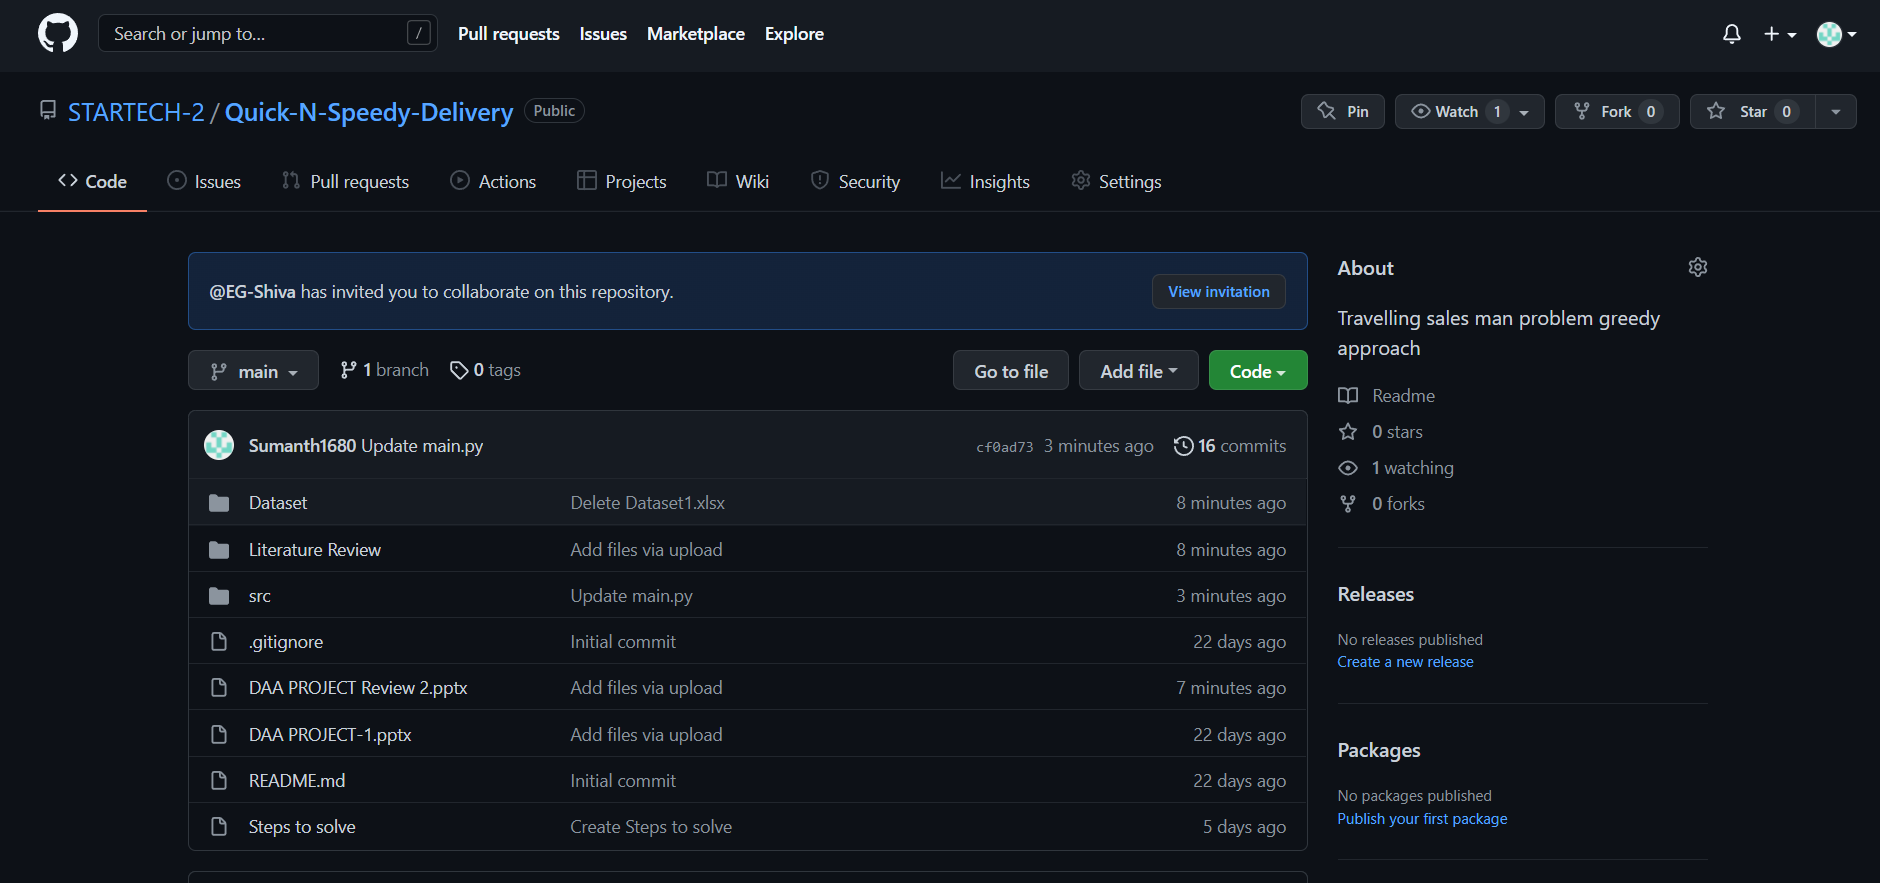 Search or jump to... /
Pull requests Issues Marketplace Explore
STARTECH-2 / Quick-N-Speedy-Delivery Public
Pin Watch 1 Fork 0 Star 0
Code Issues Pull requests Actions Projects Wiki Security Insights Settings
@EG-Shiva has invited you to collaborate on this repository. View invitation
main 1 branch 0 tags Go to file Add file Code
Sumanth1680 Update main.py cf0ad73 3 minutes ago 16 commits
Dataset Delete Dataset1.xlsx 8 minutes ago
Literature Review Add files via upload 8 minutes ago
src Update main.py 3 minutes ago
.gitignore Initial commit 22 days ago
DAA PROJECT Review 2.pptx Add files via upload 7 minutes ago
DAA PROJECT-1.pptx Add files via upload 22 days ago
README.md Initial commit 22 days ago
Steps to solve Create Steps to solve 5 days ago
About
Travelling sales man problem greedy
approach
Readme
0 stars
1 watching
0 forks
Releases
No releases published
Create a new release
Packages
No packages published
Publish your first package